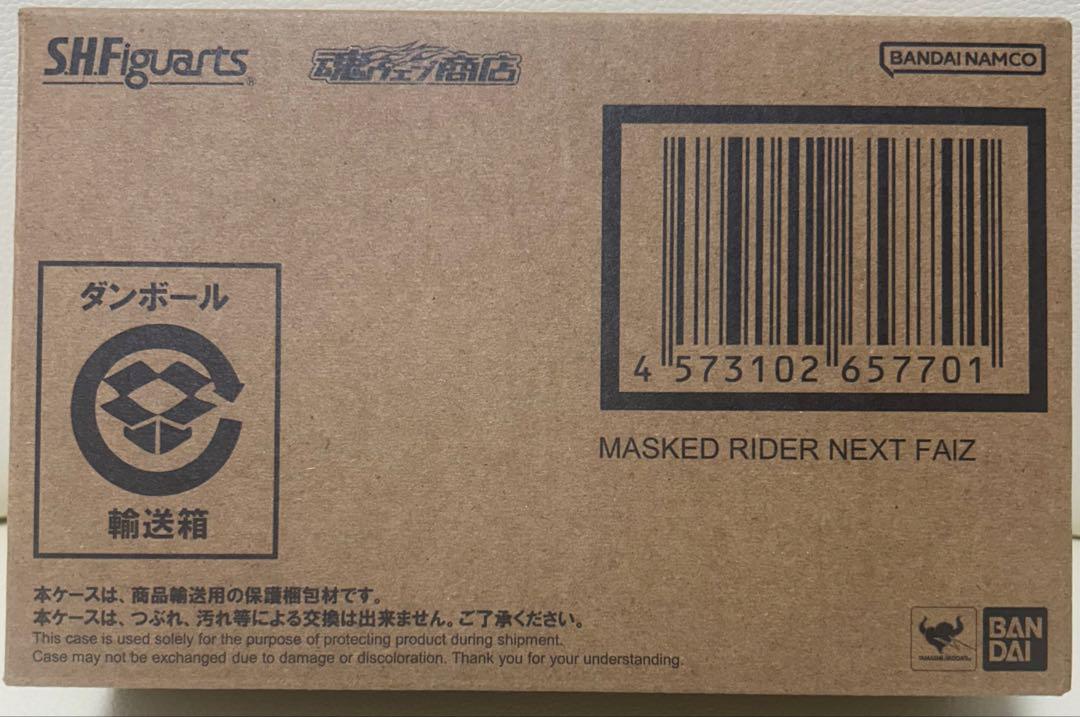 S.H.Figuarts®
魂ウェブ商店
BANDAI NAMCO
4 573102 657701
MASKED RIDER NEXT FAIZ
ダンボール
輸送箱
本ケースは、商品輸送用の保護梱包材です。
本ケースは、つぶれ、汚れ等による交換は出来ません。ご了承ください。
This case is used solely for the purpose of protecting product during shipment.
Case may not be exchanged due to damage or discoloration. Thank you for your understanding.
TAMASHII NATIONS
BAN
DAI